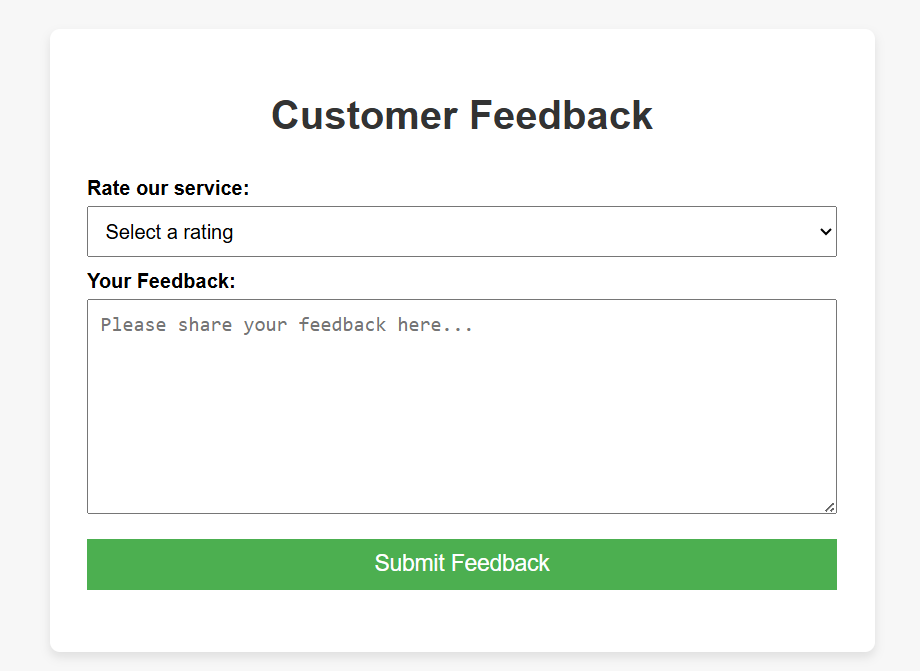 Customer Feedback
Rate our service:
Select a rating
Your Feedback:
Please share your feedback here...
Submit Feedback